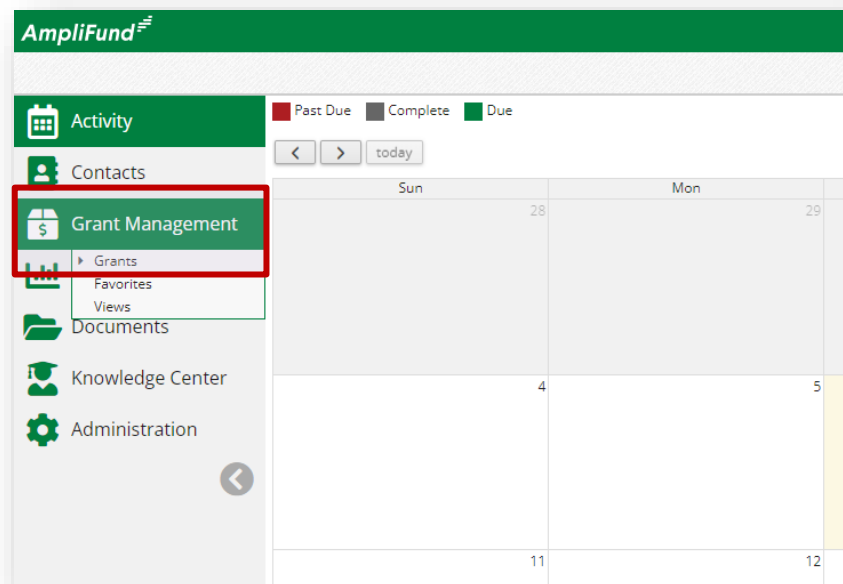 AmpliFund
Activity
Past Due Complete Due
today
Contacts
Sun Mon
Grant Management
28 29
Grants
Favorites
Views
Documents
Knowledge Center
4 5
Administration
11 12